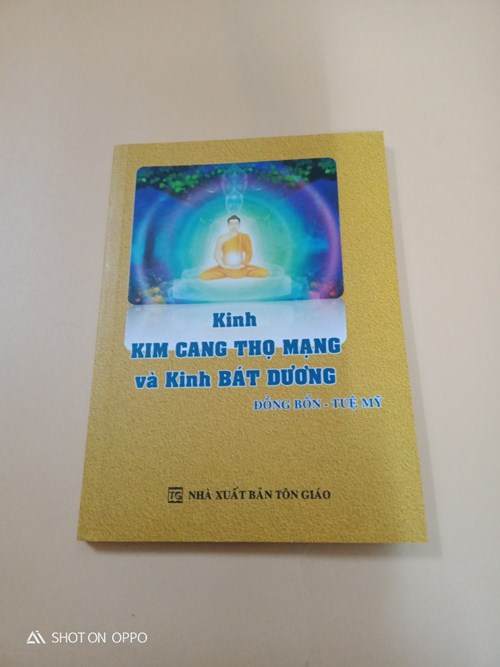 Kinh
KIM CANG THỌ MẠNG
và Kinh BÁT DƯƠNG
ĐỒNG BỔN - TUỆ MỸ
TG NHÀ XUẤT BẢN TÔN GIÁO
SHOT ON OPPO